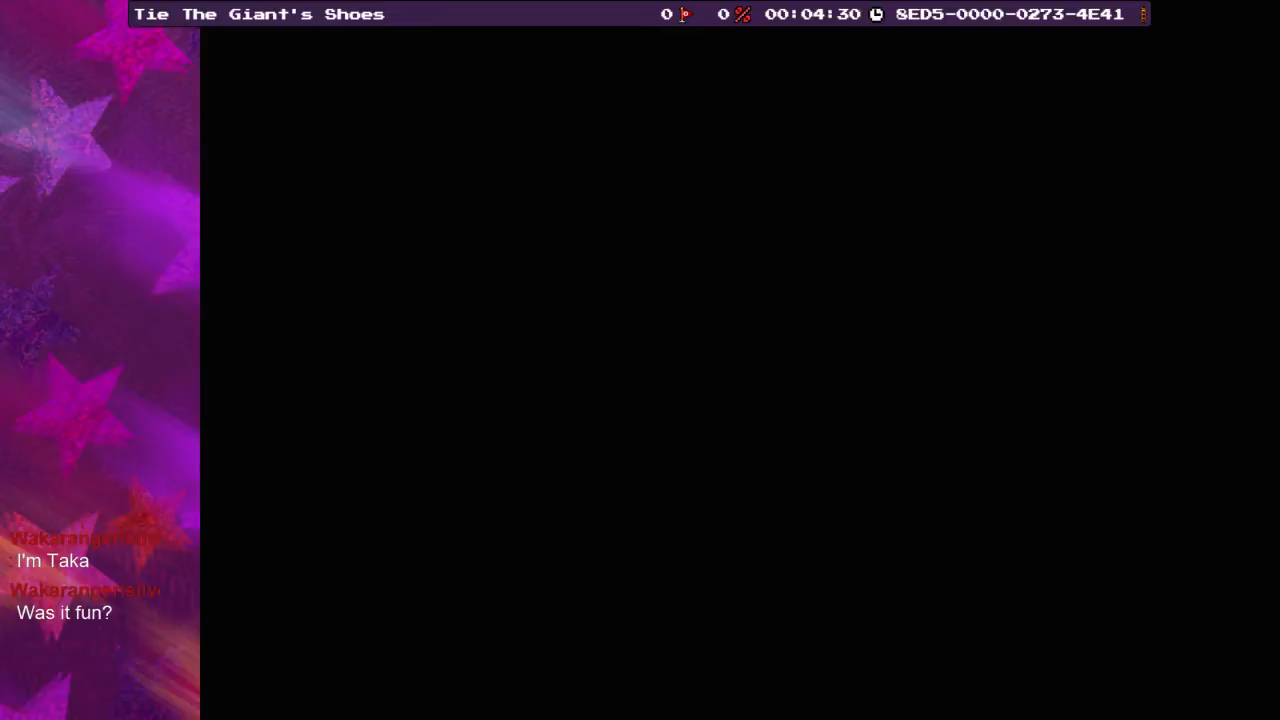 Tie The Giant's Shoes 0 0 00:04:30 8ED5-0000-0273-4E41
I'm Taka
Was it fun?